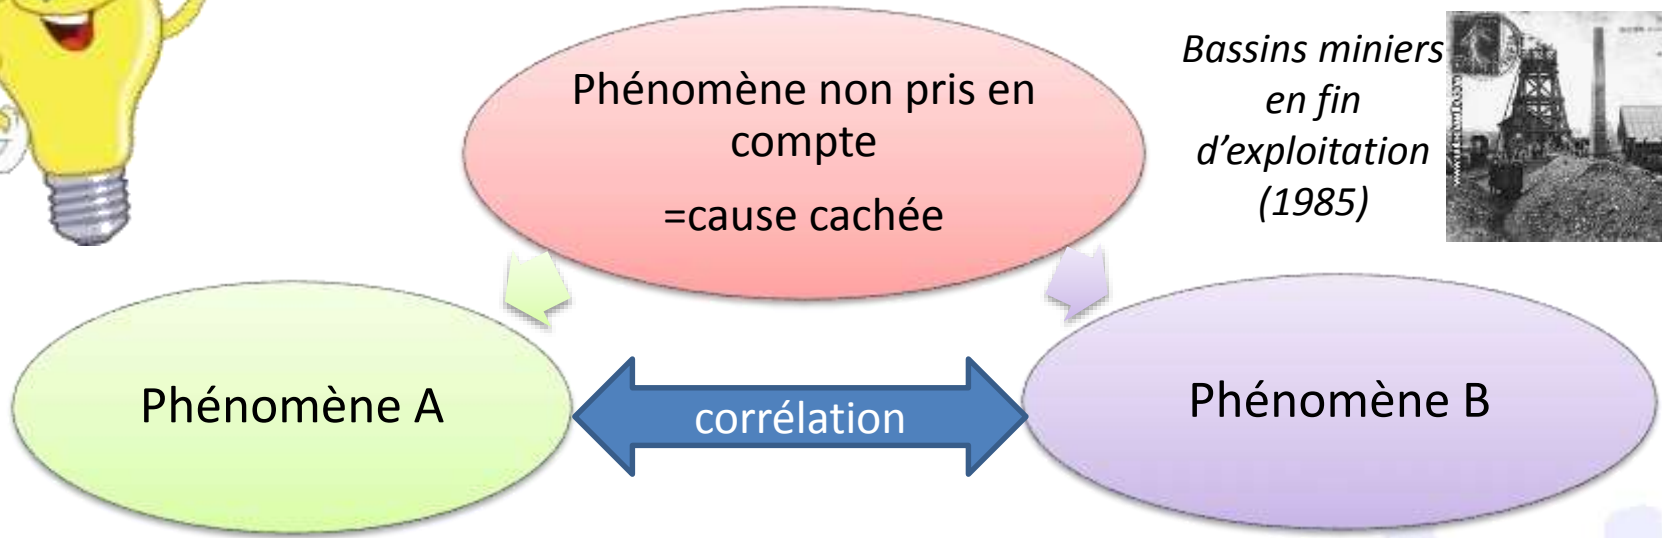 Phénomène non pris en
compte
=cause cachée
Bassins miniers
en fin
d’exploitation
(1985)
Phénomène A
corrélation
Phénomène B